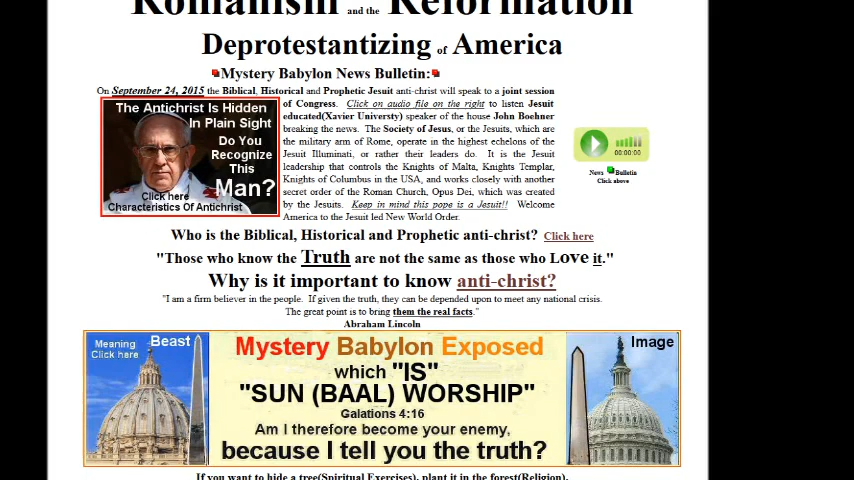 Romanism and the Reformation
Deprotestantizing of America
Mystery Babylon News Bulletin:
On September 24, 2015 the Biblical, Historical and Prophetic Jesuit anti-christ will speak to a joint session
of Congress. Click on audio file on the right to listen Jesuit
educated(Xavier Universty) speaker of the house John Boehner
breaking the news. The Society of Jesus, or the Jesuits, which are
the military arm of Rome, operate in the highest echelons of the
Jesuit Illuminati, or rather their leaders do. It is the Jesuit
leadership that controls the Knights of Malta, Knights Templar,
Knights of Columbus in the USA, and works closely with another
secret order of the Roman Church, Opus Dei, which was created
by the Jesuits. Keep in mind this pope is a Jesuit!! Welcome
America to the Jesuit led New World Order.
The Antichrist Is Hidden
In Plain Sight
Do You
Recognize
This
Man?
Click here
Characteristics Of Antichrist
00:00:00
News Bulletin
Click above
Who is the Biblical, Historical and Prophetic anti-christ? Click here
"Those who know the Truth are not the same as those who Love it."
Why is it important to know anti-christ?
"I am a firm believer in the people. If given the truth, they can be depended upon to meet any national crisis.
The great point is to bring them the real facts."
Abraham Lincoln
Meaning
Click here
Beast
Mystery Babylon Exposed
which "IS"
"SUN (BAAL) WORSHIP"
Galations 4:16
Am I therefore become your enemy,
because I tell you the truth?
Image
If you want to hide a tree(Spiritual Exercises), plant it in the forest(Religion).